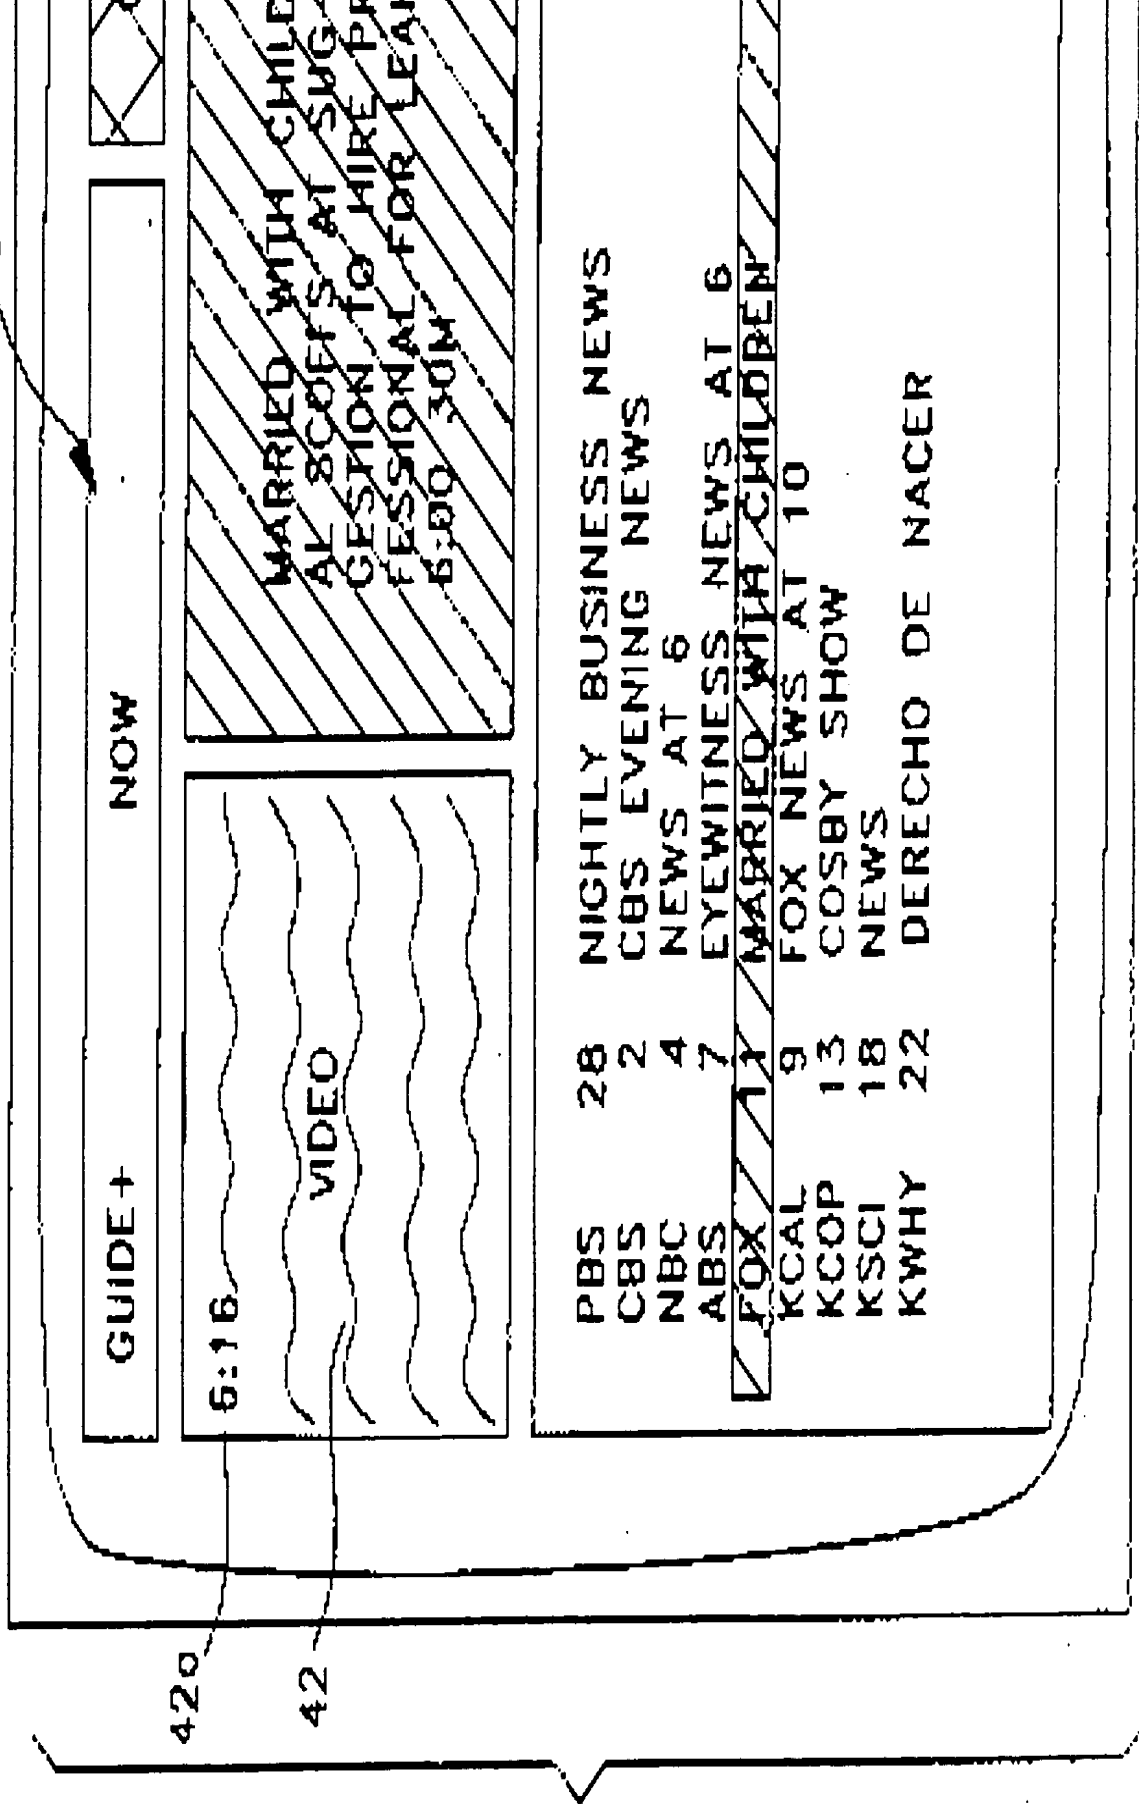 GUIDE+ NOW
6:16
VIDEO
MARRIED WITH CHILD
AL SCOFFS AT SUG
GESTION TO HIRE PR
FESSIONAL FOR LEA
6:00 30M
PBS 28 NIGHTLY BUSINESS NEWS
CBS 2 CBS EVENING NEWS
NBC 4 NEWS AT 6
ABS 7 EYEWITNESS NEWS AT 6
FOX 11 MARRIED WITH CHILDREN
KCAL 9 FOX NEWS AT 10
KCOP 13 COSBY SHOW
KSCI 18 NEWS
KWHY 22 DERECHO DE NACER
42a
42